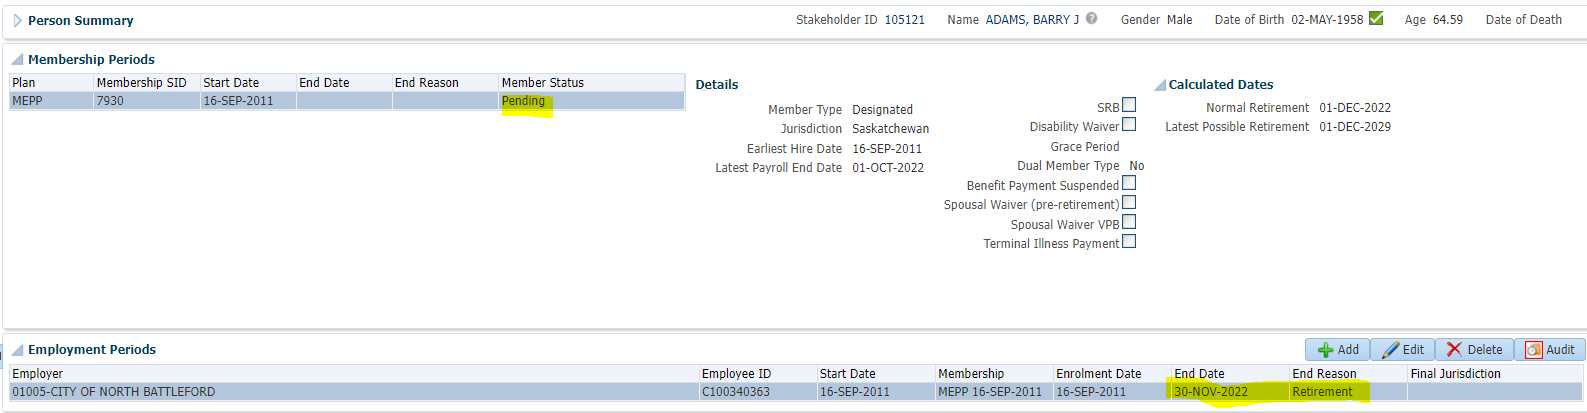 Person Summary Stakeholder ID 105121 Name ADAMS, BARRY J Gender Male Date of Birth 02-MAY-1958 Age 64.59 Date of Death
Membership Periods
Plan Membership SID Start Date End Date End Reason Member Status
MEPP 7930 16-SEP-2011 Pending
Details
Member Type Designated
Jurisdiction Saskatchewan
Earliest Hire Date 16-SEP-2011
Latest Payroll End Date 01-OCT-2022
SRB
Disability Waiver
Grace Period
Dual Member Type No
Benefit Payment Suspended
Spousal Waiver (pre-retirement)
Spousal Waiver VPB
Terminal Illness Payment
Calculated Dates
Normal Retirement 01-DEC-2022
Latest Possible Retirement 01-DEC-2029
Employment Periods Add Edit Delete Audit
Employer Employee ID Start Date Membership Enrolment Date End Date End Reason Final Jurisdiction
01005-CITY OF NORTH BATTLEFORD C100340363 16-SEP-2011 MEPP 16-SEP-2011 16-SEP-2011 30-NOV-2022 Retirement